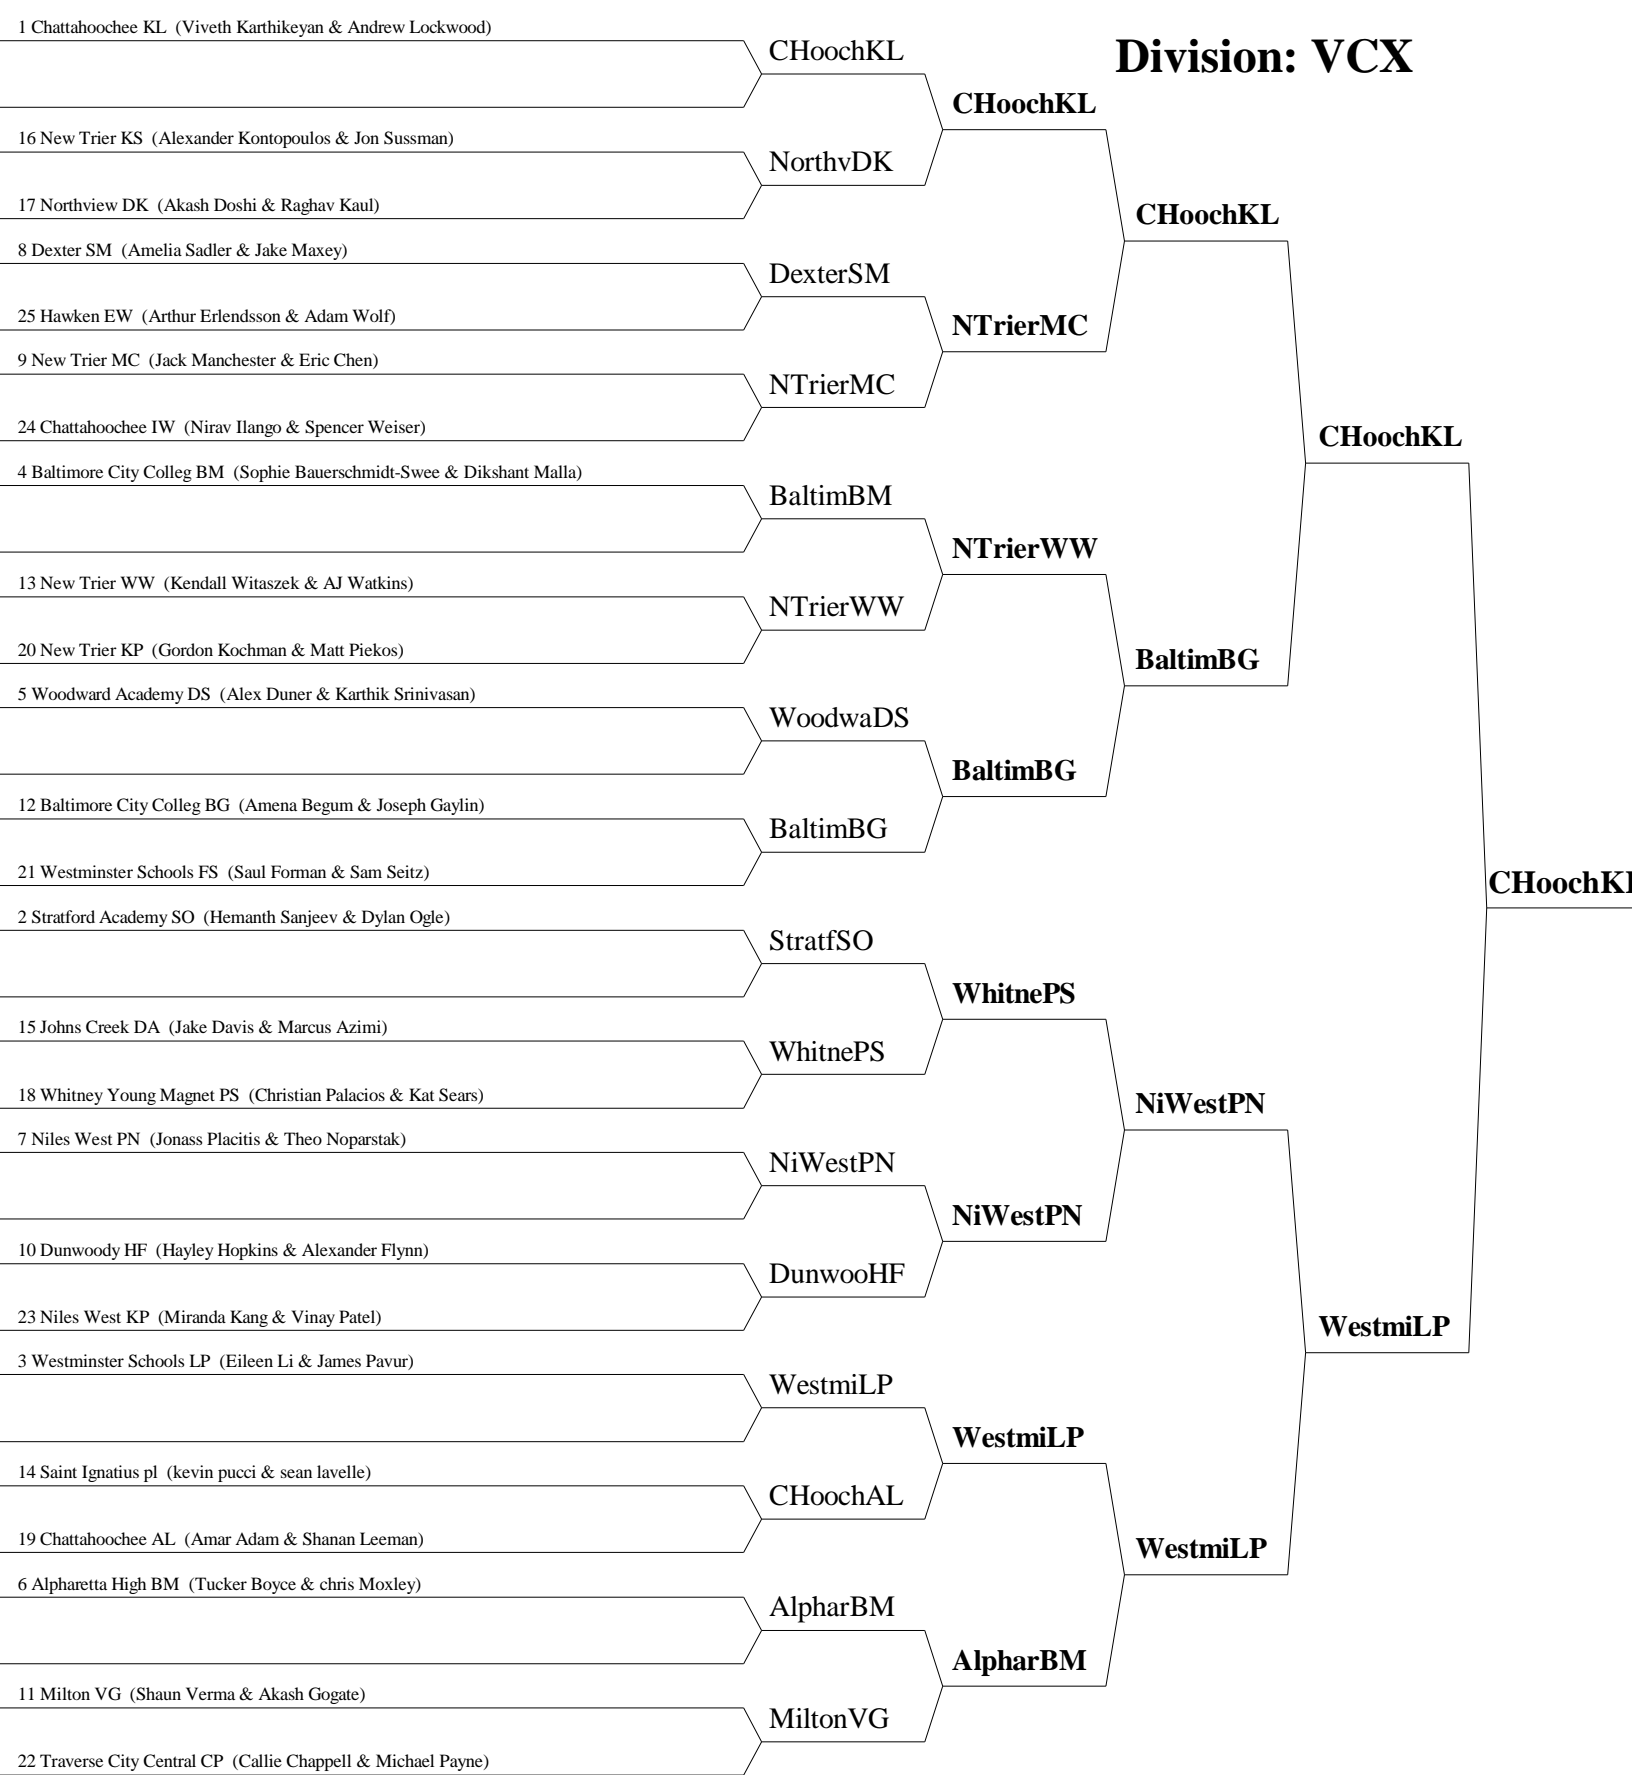 Division: VCX
1 Chattahoochee KL (Viveth Karthikeyan & Andrew Lockwood)
16 New Trier KS (Alexander Kontopoulos & Jon Sussman)
17 Northview DK (Akash Doshi & Raghav Kaul)
8 Dexter SM (Amelia Sadler & Jake Maxey)
25 Hawken EW (Arthur Erlendsson & Adam Wolf)
9 New Trier MC (Jack Manchester & Eric Chen)
24 Chattahoochee IW (Nirav Ilango & Spencer Weiser)
4 Baltimore City Colleg BM (Sophie Bauerschmidt-Swee & Dikshant Malla)
13 New Trier WW (Kendall Witaszek & AJ Watkins)
20 New Trier KP (Gordon Kochman & Matt Piekos)
5 Woodward Academy DS (Alex Duner & Karthik Srinivasan)
12 Baltimore City Colleg BG (Amena Begum & Joseph Gaylin)
21 Westminster Schools FS (Saul Forman & Sam Seitz)
2 Stratford Academy SO (Hemanth Sanjeev & Dylan Ogle)
15 Johns Creek DA (Jake Davis & Marcus Azimi)
18 Whitney Young Magnet PS (Christian Palacios & Kat Sears)
7 Niles West PN (Jonass Placitis & Theo Noparstak)
10 Dunwoody HF (Hayley Hopkins & Alexander Flynn)
23 Niles West KP (Miranda Kang & Vinay Patel)
3 Westminster Schools LP (Eileen Li & James Pavur)
14 Saint Ignatius pl (kevin pucci & sean lavelle)
19 Chattahoochee AL (Amar Adam & Shanan Leeman)
6 Alpharetta High BM (Tucker Boyce & chris Moxley)
11 Milton VG (Shaun Verma & Akash Gogate)
22 Traverse City Central CP (Callie Chappell & Michael Payne)
CHoochKL
NorthvDK
DexterSM
NTrierMC
BaltimBM
NTrierWW
WoodwaDS
BaltimBG
StratfSO
WhitnePS
NiWestPN
DunwooHF
WestmiLP
CHoochAL
AlpharBM
MiltonVG
CHoochKL
NTrierMC
NTrierWW
BaltimBG
WhitnePS
NiWestPN
WestmiLP
AlpharBM
CHoochKL
BaltimBG
NiWestPN
WestmiLP
CHoochKL
WestmiLP
CHoochKL